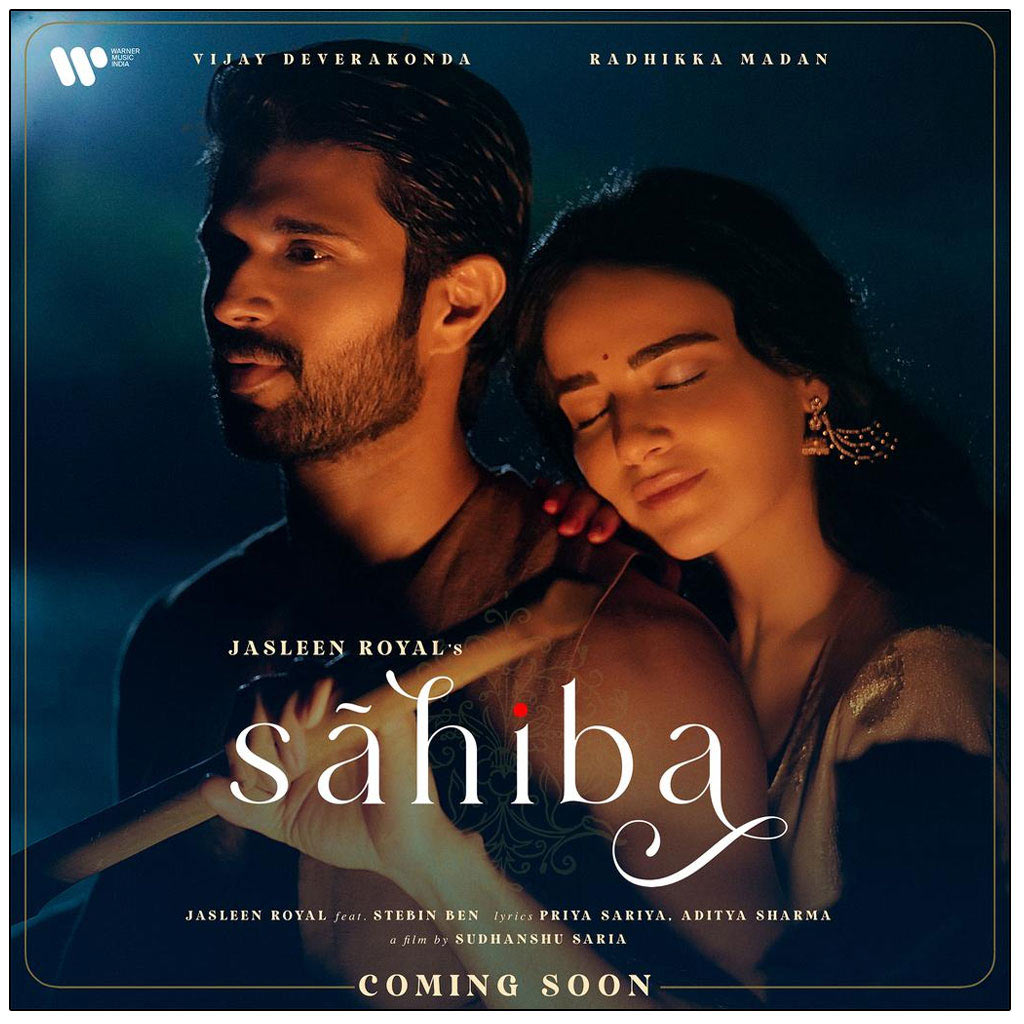 WARNER
MUSIC
INDIA
VIJAY DEVERAKONDA RADHIKKA MADAN
JASLEEN ROYAL's
sãhiba
JASLEEN ROYAL feat. STEBIN BEN lyrics PRIYA SARIYA, ADITYA SHARMA
a film by SUDHANSHU SARIA
COMING SOON